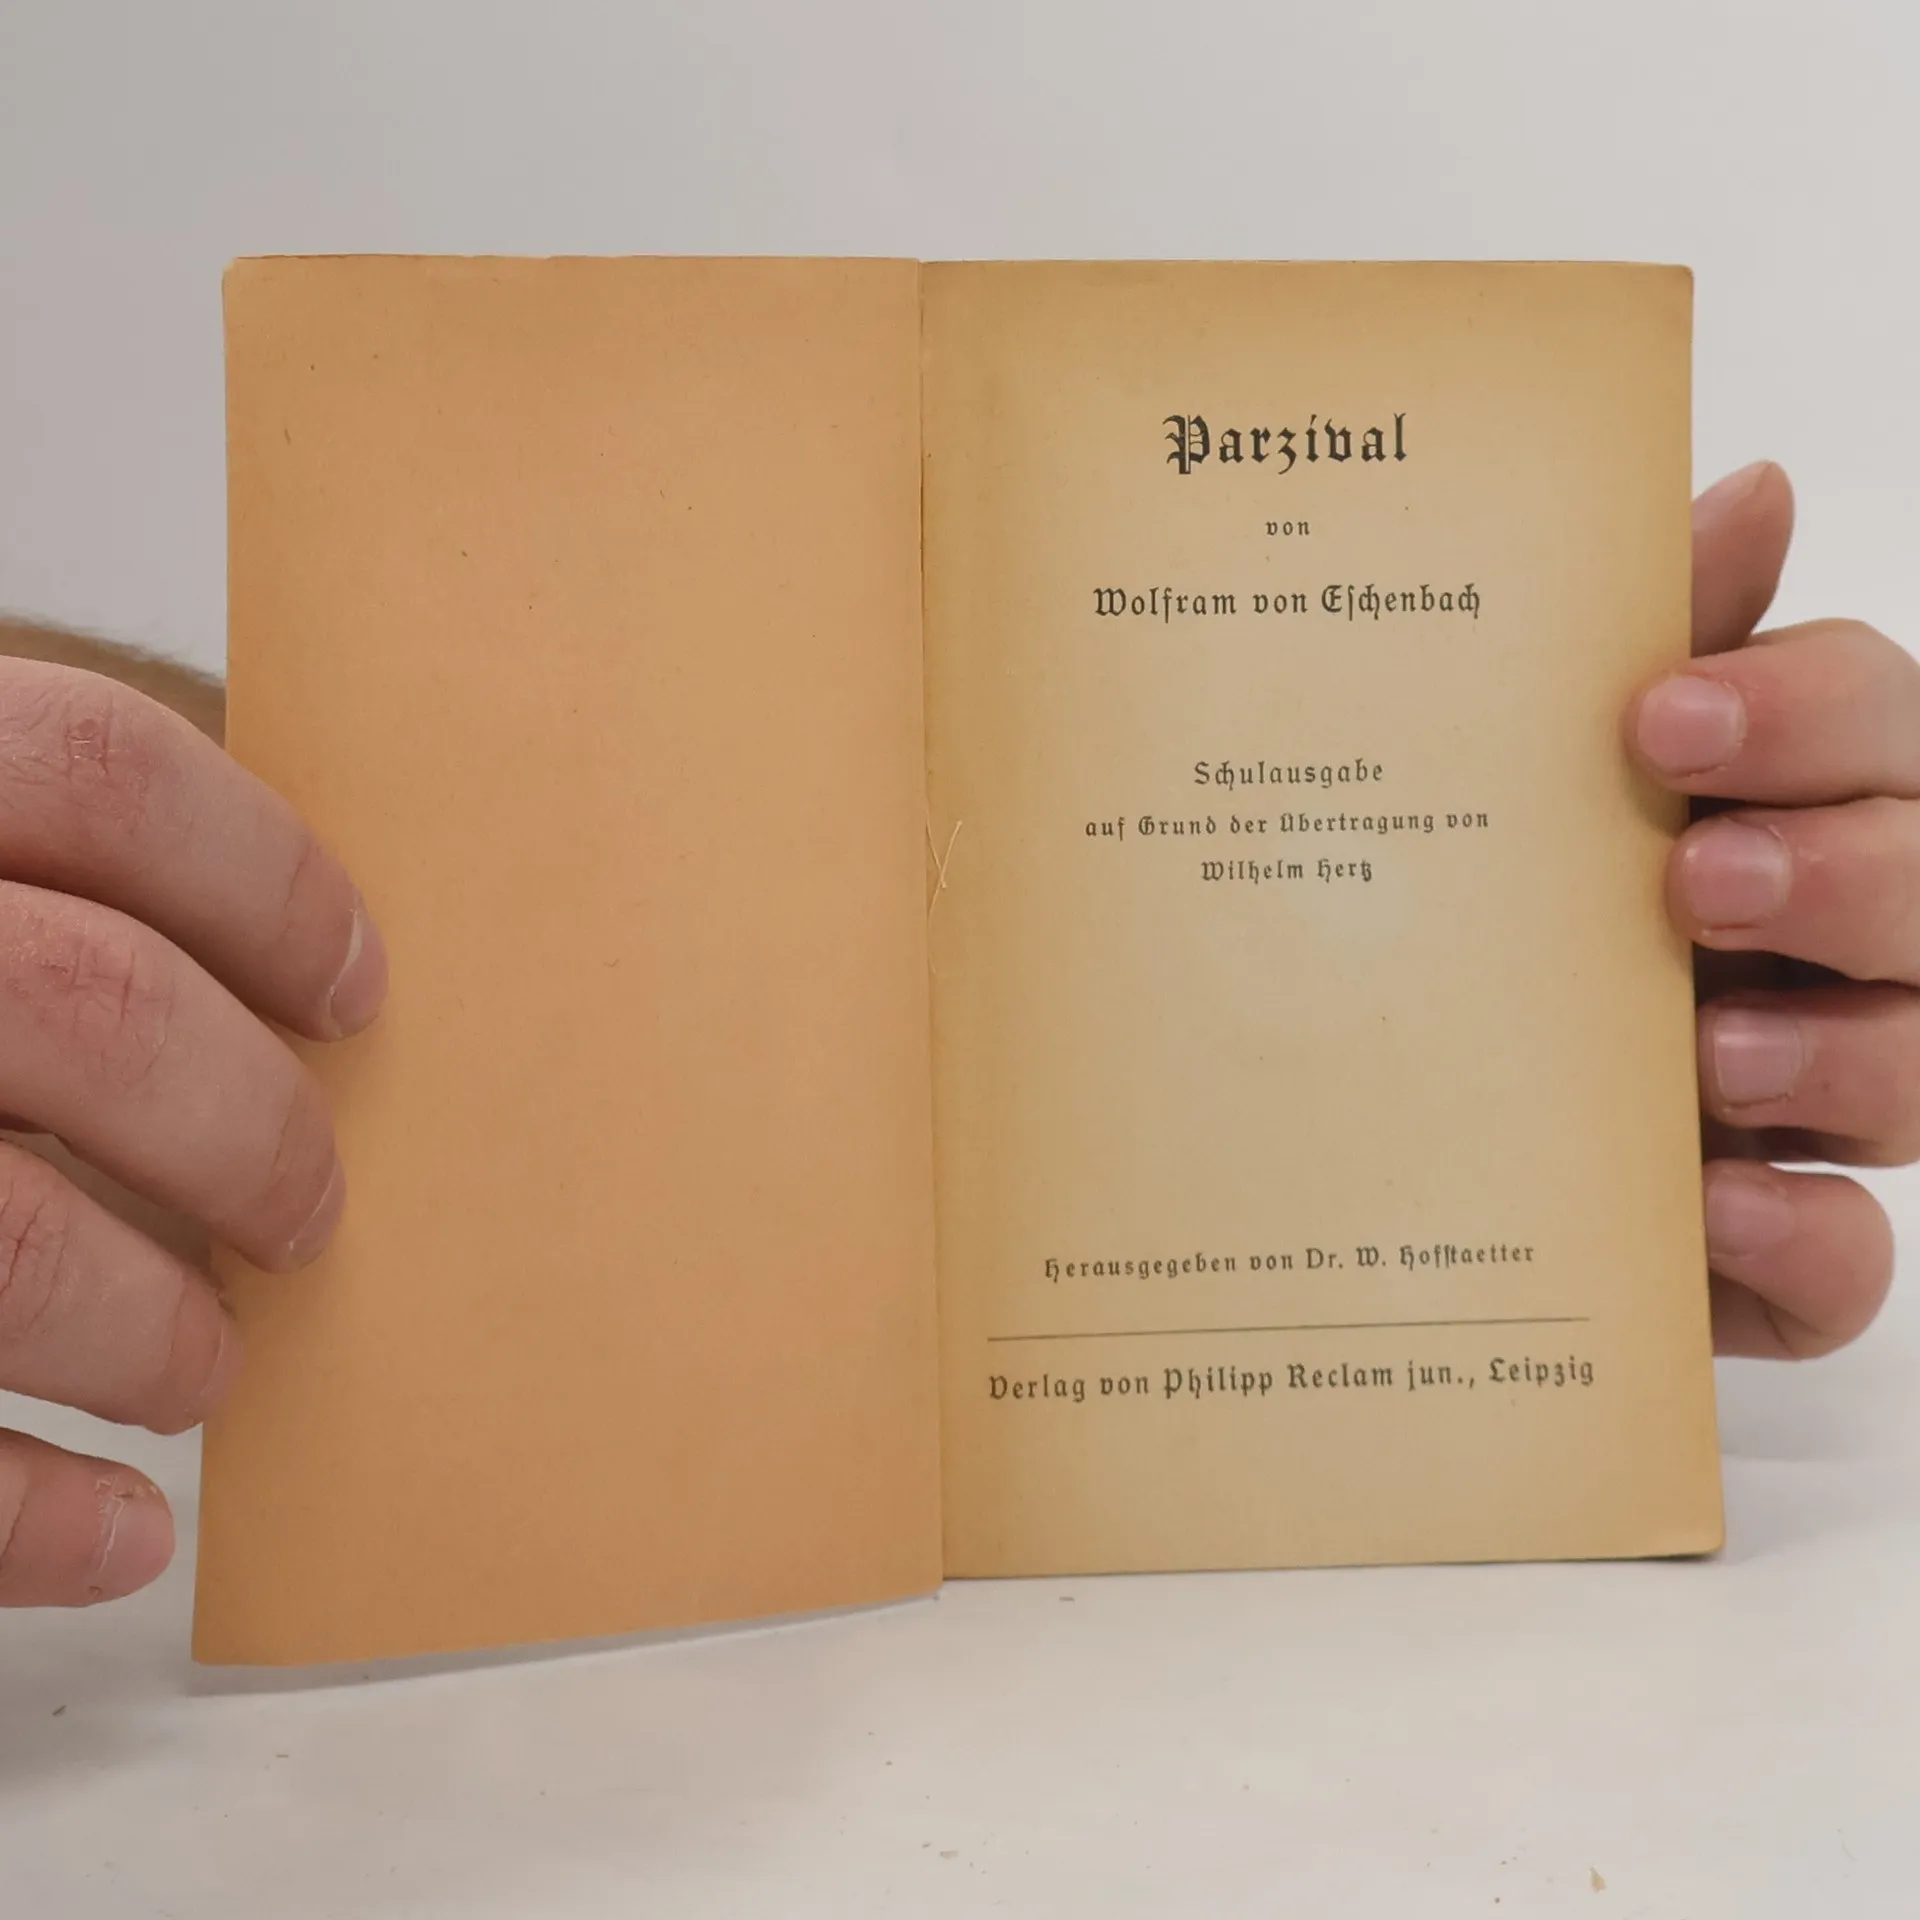 Parzival
von
Wolfram von Eschenbach
Schulausgabe
auf Grund der Übertragung von
Wilhelm Hertz
Herausgegeben von Dr. W. Hofstaetter
Verlag von Philipp Reclam jun., Leipzig